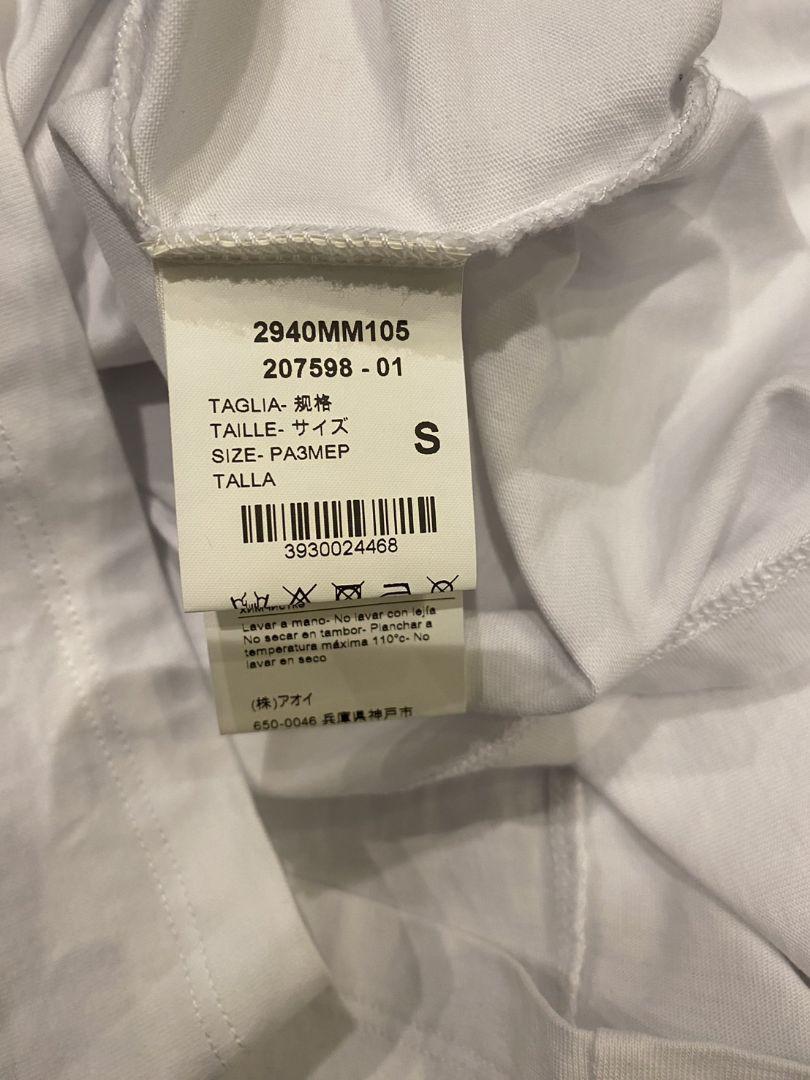 2940MM105
207598 - 01
TAGLIA- 规格
TAILLE- サイズ
SIZE- РАЗМЕР
TALLA
S
3930024468
химчистка
Lavar a mano- No lavar con lejía
No secar en tambor- Planchar a
temperatura máxima 110°c- No
lavar en seco
(株)アオイ
650-0046 兵庫県神戸市